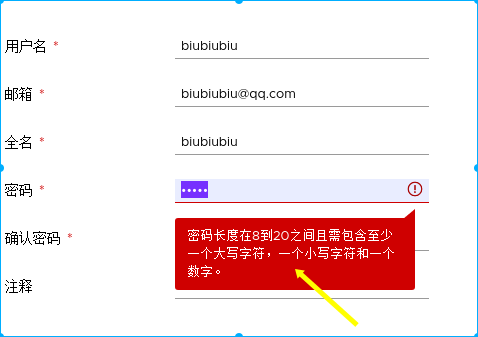 用户名 * biubiubiu
邮箱 * biubiubiu@qq.com
全名 * biubiubiu
密码 * •••••
确认密码 *
密码长度在8到20之间且需包含至少
一个大写字符，一个小写字符和一个
数字。
注释